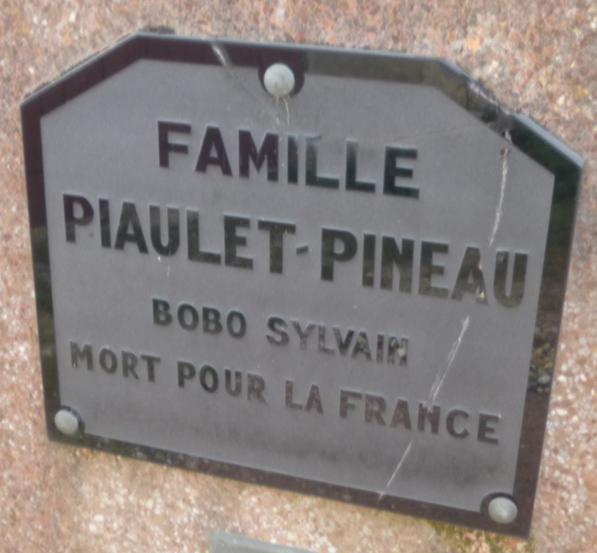 FAMILLE
PIAULET-PINEAU
BOBO SYLVAIN
MORT POUR LA FRANCE